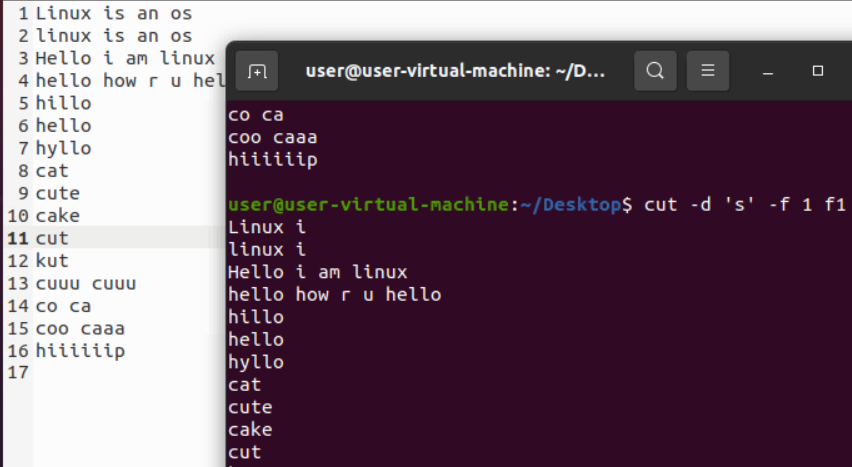 1 Linux is an os
2 linux is an os
3 Hello i am linux
4 hello how r u hel
5 hillo
6 hello
7 hyllo
8 cat
9 cute
10 cake
11 cut
12 kut
13 cuuu cuuu
14 co ca
15 coo caaa
16 hiiiiiip
17
user@user-virtual-machine: ~/D...
co ca
coo caaa
hiiiiiip
user@user-virtual-machine:~/Desktop$ cut -d 's' -f 1 f1
Linux i
linux i
Hello i am linux
hello how r u hello
hillo
hello
hyllo
cat
cute
cake
cut